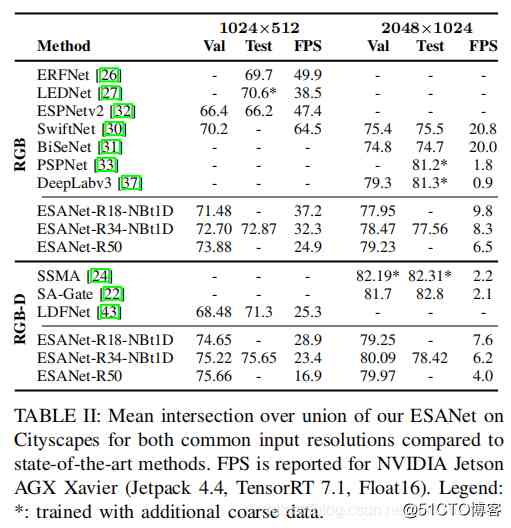 1024×512 2048×1024
Method Val Test FPS Val Test FPS
RGB
ERFNet [26] - 69.7 49.9 - - -
LEDNet [27] - 70.6* 38.5 - - -
ESPNetv2 [32] 66.4 66.2 47.4 - - -
SwiftNet [30] 70.2 - 64.5 75.4 75.5 20.8
BiSeNet [31] - - - 74.8 74.7 20.0
PSPNet [33] - - - - 81.2* 1.8
DeepLabv3 [37] - - - 79.3 81.3* 0.9
ESANet-R18-NBt1D 71.48 - 37.2 77.95 - 9.8
ESANet-R34-NBt1D 72.70 72.87 32.3 78.47 77.56 8.3
ESANet-R50 73.88 - 24.9 79.23 - 6.5
RGB-D
SSMA [24] - - - 82.19* 82.31* 2.2
SA-Gate [22] - - - 81.7 82.8 2.1
LDFNet [43] 68.48 71.3 25.3 - - -
ESANet-R18-NBt1D 74.65 - 28.9 79.25 - 7.6
ESANet-R34-NBt1D 75.22 75.65 23.4 80.09 78.42 6.2
ESANet-R50 75.66 - 16.9 79.97 - 4.0
TABLE II: Mean intersection over union of our ESANet on
Cityscapes for both common input resolutions compared to
state-of-the-art methods. FPS is reported for NVIDIA Jetson
AGX Xavier (Jetpack 4.4, TensorRT 7.1, Float16). Legend:
*: trained with additional coarse data.
@51CTO博客